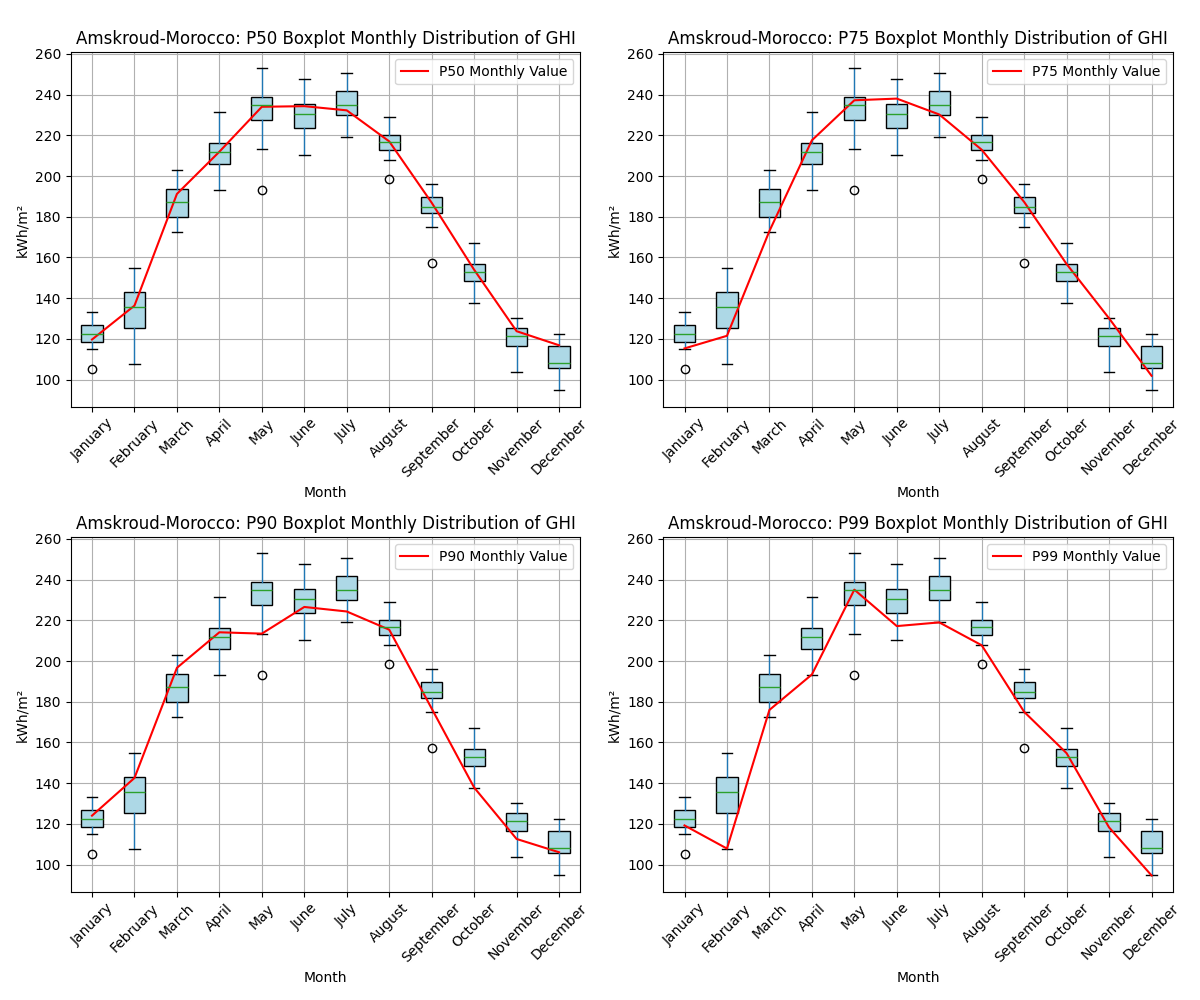 Amskroud-Morocco: P50 Boxplot Monthly Distribution of GHI
P50 Monthly Value
kWh/m²
260
240
220
200
180
160
140
120
100
January
February
March
April
May
June
July
August
September
October
November
December
Month
Amskroud-Morocco: P75 Boxplot Monthly Distribution of GHI
P75 Monthly Value
kWh/m²
260
240
220
200
180
160
140
120
100
January
February
March
April
May
June
July
August
September
October
November
December
Month
Amskroud-Morocco: P90 Boxplot Monthly Distribution of GHI
P90 Monthly Value
kWh/m²
260
240
220
200
180
160
140
120
100
January
February
March
April
May
June
July
August
September
October
November
December
Month
Amskroud-Morocco: P99 Boxplot Monthly Distribution of GHI
P99 Monthly Value
kWh/m²
260
240
220
200
180
160
140
120
100
January
February
March
April
May
June
July
August
September
October
November
December
Month